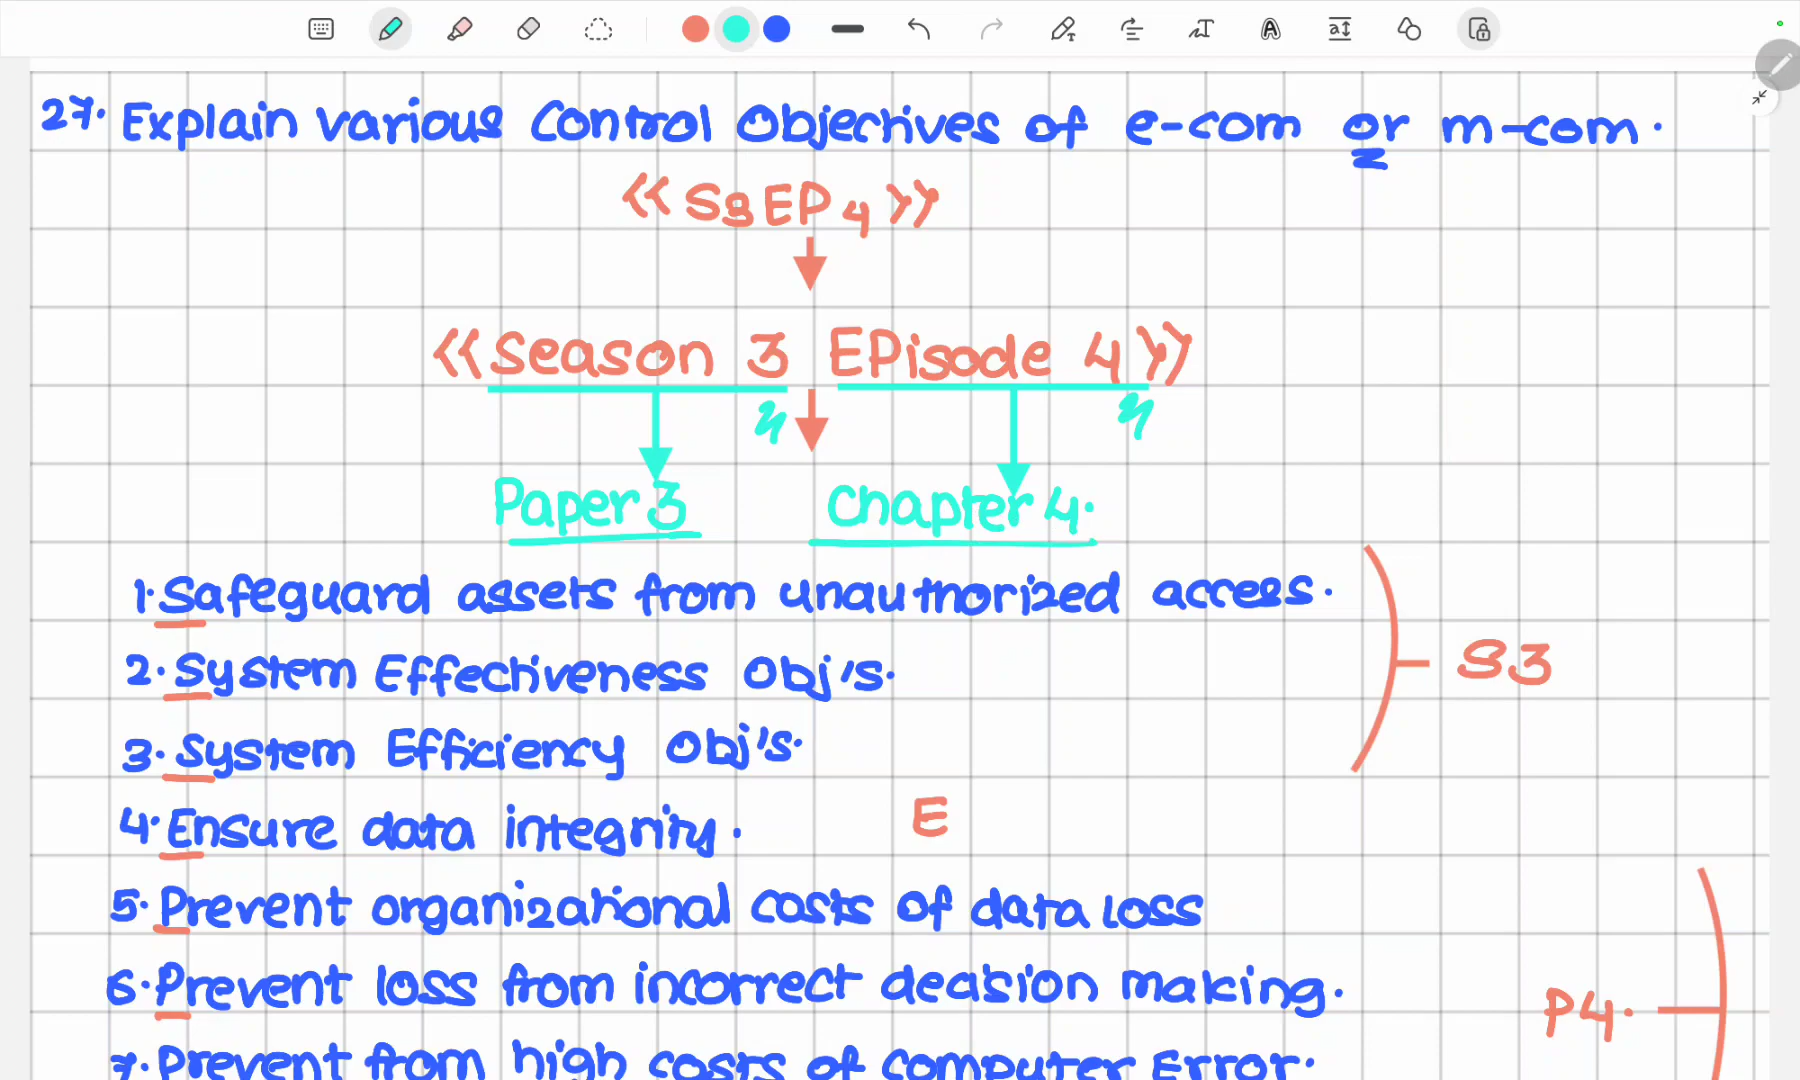 27. Explain various Control Objectives of e-com or m-com.
<< S3EP4 >>
<< Season 3 EPisode 4 >>
Paper 3 Chapter 4.
1. Safeguard assets from unauthorized access.
2. System Effectiveness Obj's.
S3
3. System Efficiency Obj's.
4. Ensure data integrity. E
5. Prevent organizational costs of data loss
6. Prevent loss from incorrect decision making.
P4.
7. Prevent from high costs of computer Error.